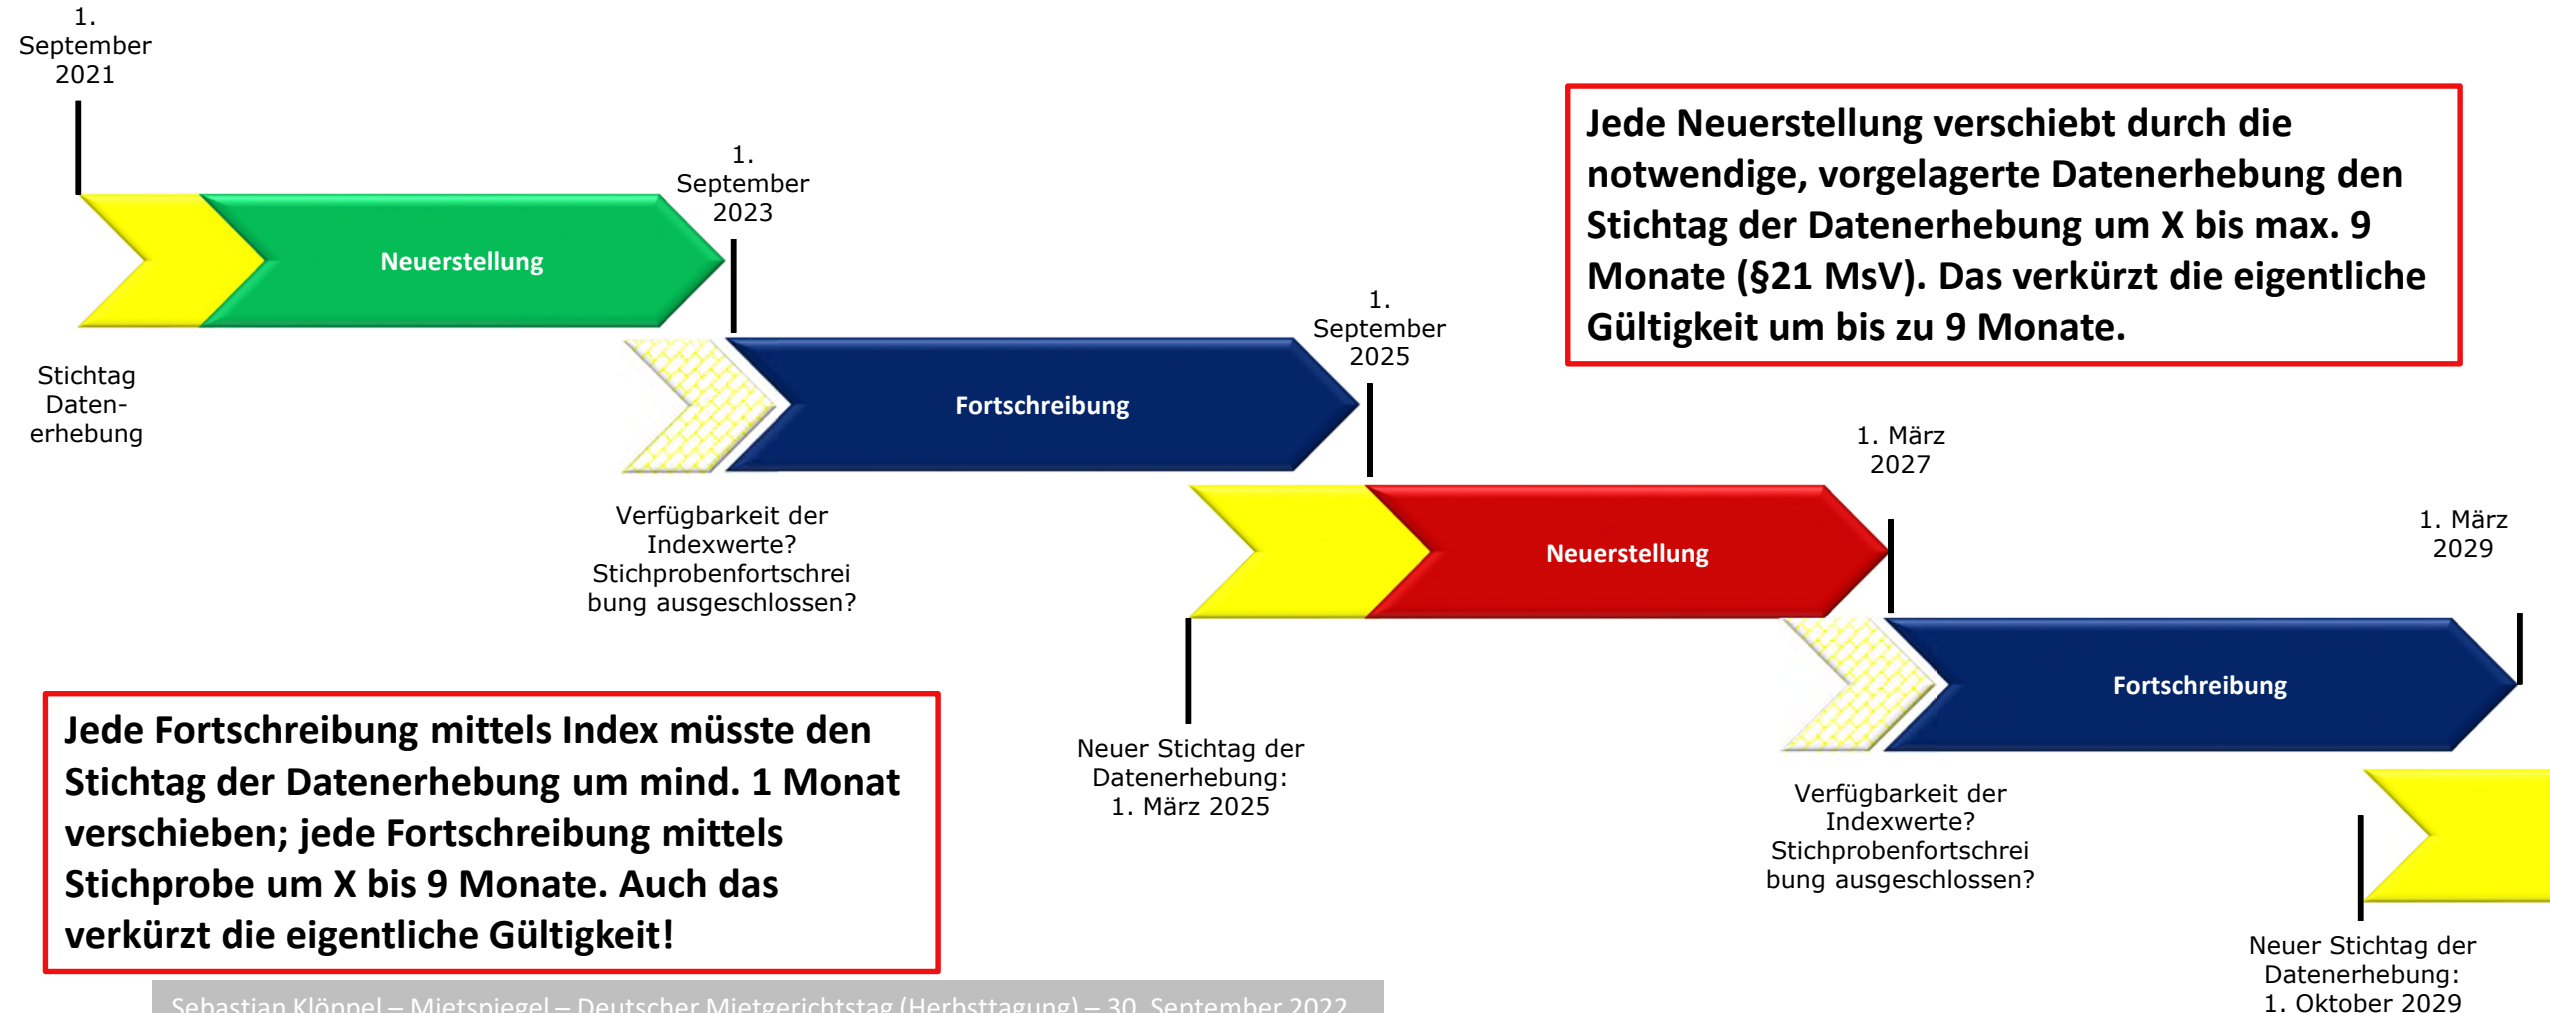 1.
September
2021
Stichtag
Daten-
erhebung
Neuerstellung
1.
September
2023
Verfügbarkeit der
Indexwerte?
Stichprobenfortschrei
bung ausgeschlossen?
Fortschreibung
1.
September
2025
Jede Neuerstellung verschiebt durch die
notwendige, vorgelagerte Datenerhebung den
Stichtag der Datenerhebung um X bis max. 9
Monate (§21 MsV). Das verkürzt die eigentliche
Gültigkeit um bis zu 9 Monate.
Neuerstellung
1. März
2027
Neuer Stichtag der
Datenerhebung:
1. März 2025
Fortschreibung
1. März
2029
Verfügbarkeit der
Indexwerte?
Stichprobenfortschrei
bung ausgeschlossen?
Neuer Stichtag der
Datenerhebung:
1. Oktober 2029
Jede Fortschreibung mittels Index müsste den
Stichtag der Datenerhebung um mind. 1 Monat
verschieben; jede Fortschreibung mittels
Stichprobe um X bis 9 Monate. Auch das
verkürzt die eigentliche Gültigkeit!
Sebastian Klöppel – Mietspiegel – Deutscher Mietgerichtstag (Herbsttagung) – 30. September 2022